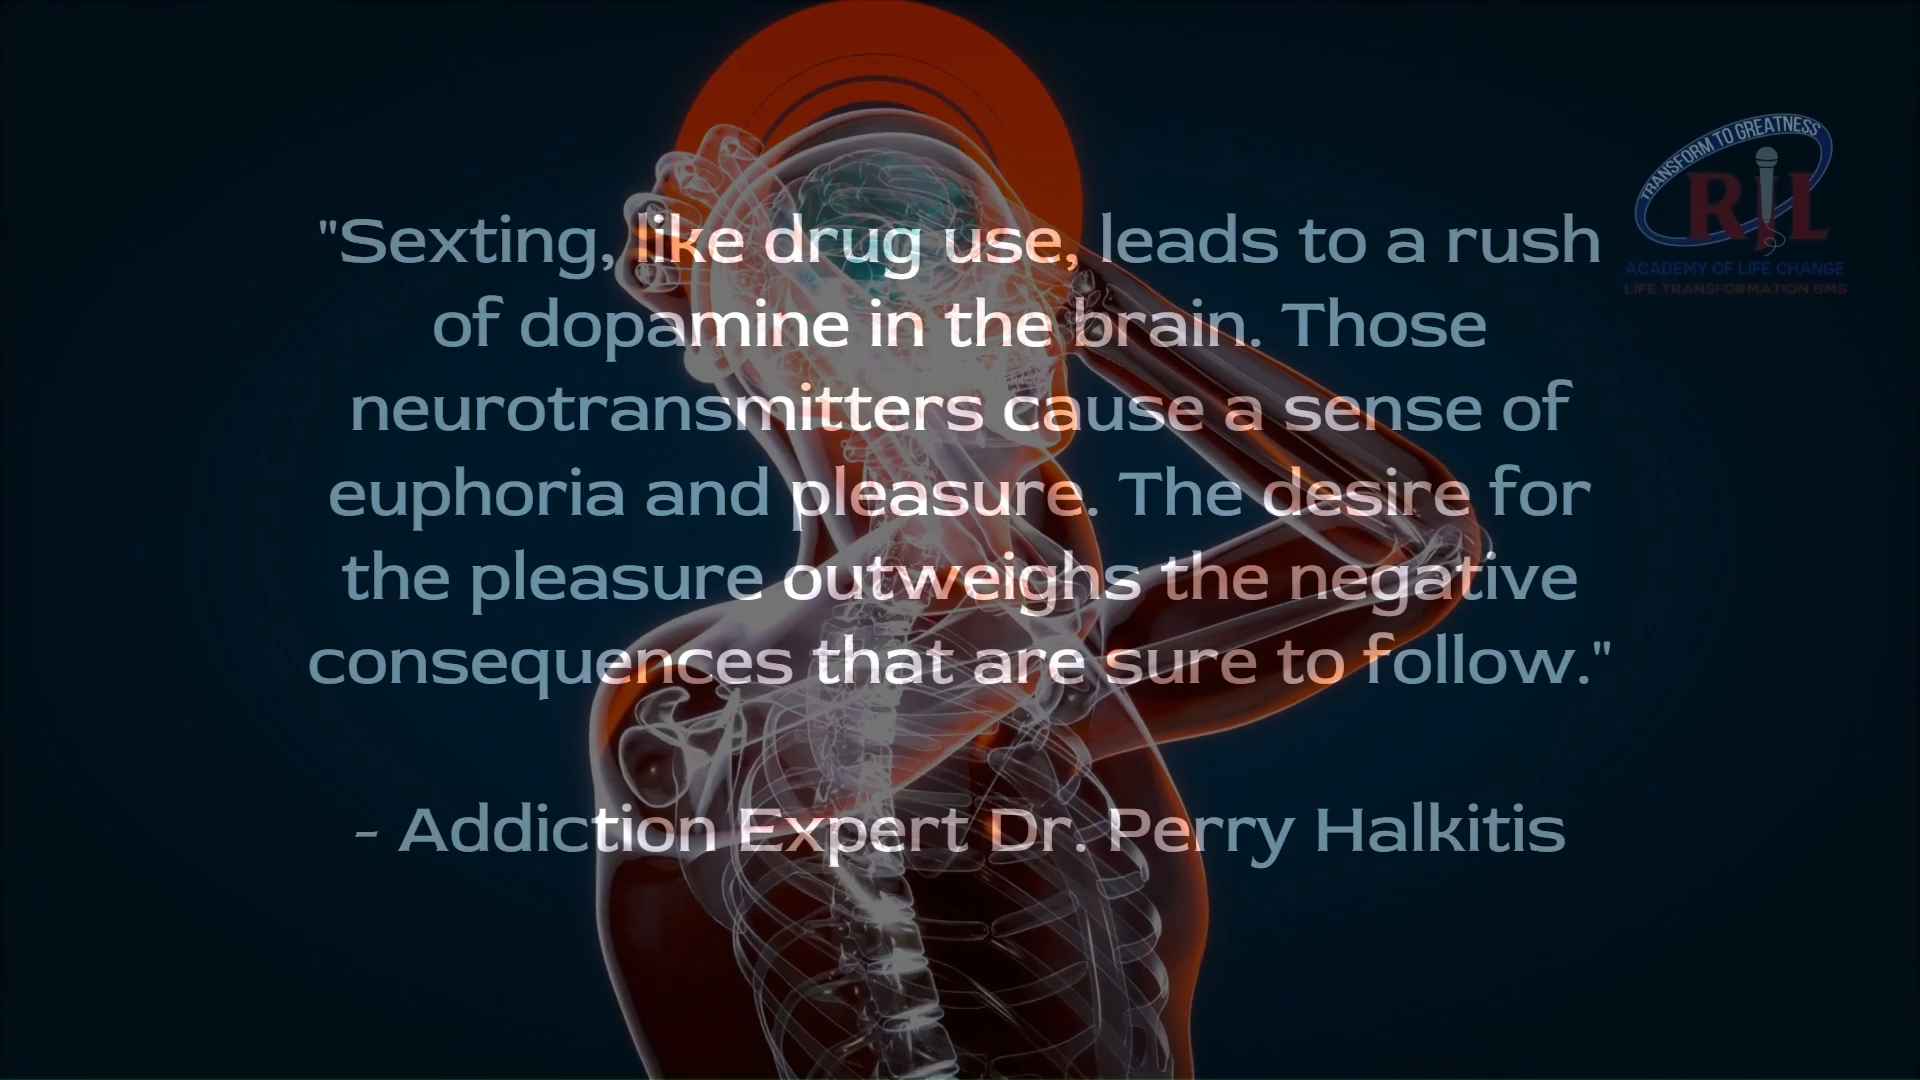 TRANSFORM TO GREATNESS
RJL
ACADEMY OF LIFE CHANGE
LIFE TRANSFORMATION BMS
"Sexting, like drug use, leads to a rush
of dopamine in the brain. Those
neurotransmitters cause a sense of
euphoria and pleasure. The desire for
the pleasure outweighs the negative
consequences that are sure to follow."
- Addiction Expert Dr. Perry Halkitis